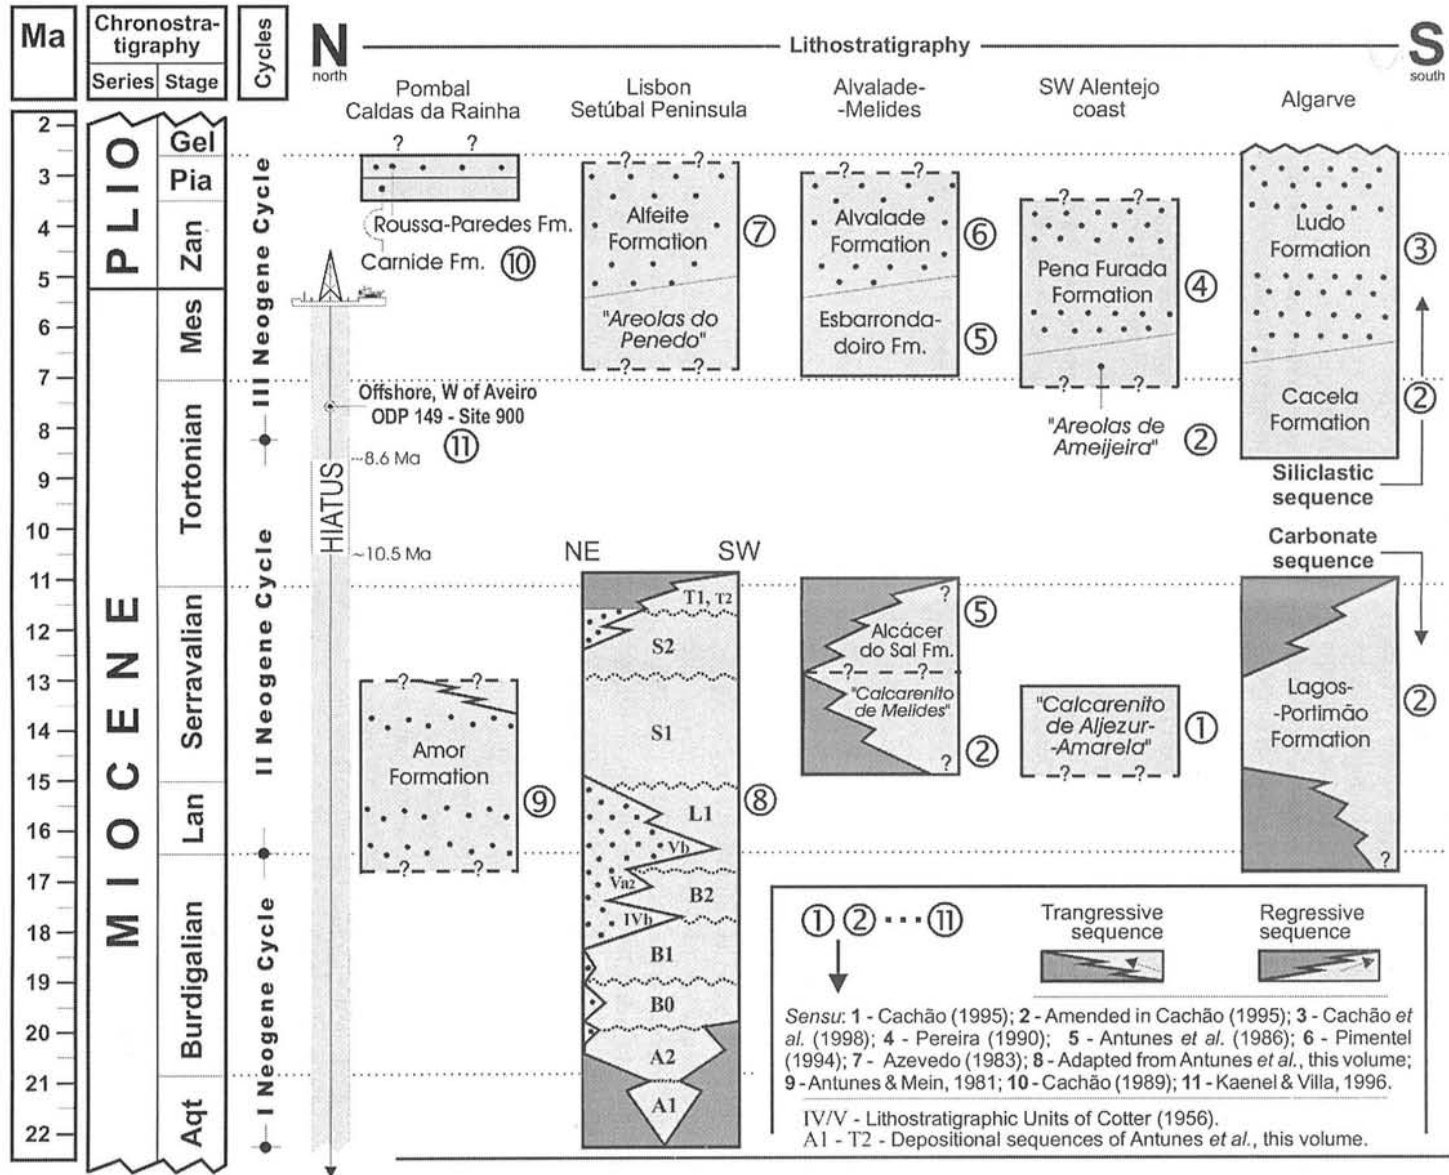 Ma
Chronostra-
tigraphy
Series
Stage
Cycles
N
north
Lithostratigraphy
S
south
Pombal
Caldas da Rainha
Lisbon
Setúbal Peninsula
Alvalade-
-Melides
SW Alentejo
coast
Algarve
2
3
4
5
6
7
8
9
10
11
12
13
14
15
16
17
18
19
20
21
22
PLIO
MIOCENE
Gel
Pia
Zan
Mes
Tortonian
Serravalian
Lan
Burdigalian
Aqt
III Neogene Cycle
II Neogene Cycle
I Neogene Cycle
? ?
Roussa-Paredes Fm.
Carnide Fm. 10
Offshore, W of Aveiro
ODP 149 - Site 900
11
~8.6 Ma
HIATUS
~10.5 Ma
? ?
Amor
Formation
9
? ?
? ?
Alfeite
Formation
7
"Areolas do
Penedo"
? ?
NE SW
T1, T2
S2
S1
L1
8
Vb
Va2
B2
IVb
B1
B0
A2
A1
? ?
Alvalade
Formation
6
Esbarronda-
doiro Fm.
5
?
5
Alcácer
do Sal Fm.
? ?
"Calcarenito
de Melides"
2
?
? ?
Pena Furada
Formation
4
? ?
"Areolas de
Ameijeira"
2
"Calcarenito
de Aljezur-
-Amarela"
1
? ?
Ludo
Formation
3
Cacela
Formation
2
Siliclastic
sequence
Carbonate
sequence
Lagos-
-Portimão
Formation
2
?
1 2 ··· 11
Trangressive
sequence
Regressive
sequence
Sensu: 1 - Cachão (1995); 2 - Amended in Cachão (1995); 3 - Cachão et
al. (1998); 4 - Pereira (1990); 5 - Antunes et al. (1986); 6 - Pimentel
(1994); 7 - Azevedo (1983); 8 - Adapted from Antunes et al., this volume;
9 - Antunes & Mein, 1981; 10 - Cachão (1989); 11 - Kaenel & Villa, 1996.
IV/V - Lithostratigraphic Units of Cotter (1956).
A1 - T2 - Depositional sequences of Antunes et al., this volume.